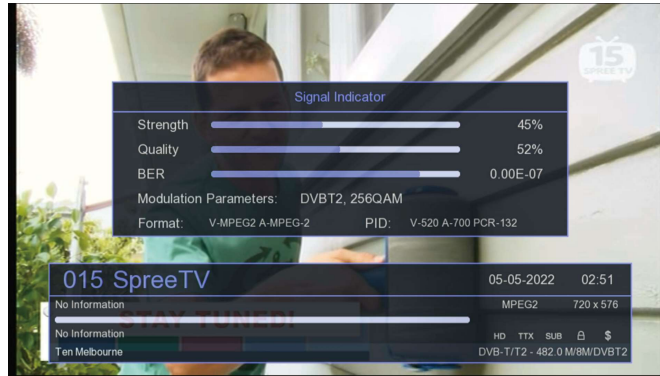 15
SPREE TV
Signal Indicator
Strength 45%
Quality 52%
BER 0.00E-07
Modulation Parameters: DVBT2, 256QAM
Format: V-MPEG2 A-MPEG-2 PID: V-520 A-700 PCR-132
015 SpreeTV 05-05-2022 02:51
No Information MPEG2 720 x 576
STAY TUNED!
No Information HD TTX SUB $
Ten Melbourne DVB-T/T2 - 482.0 M/8M/DVBT2